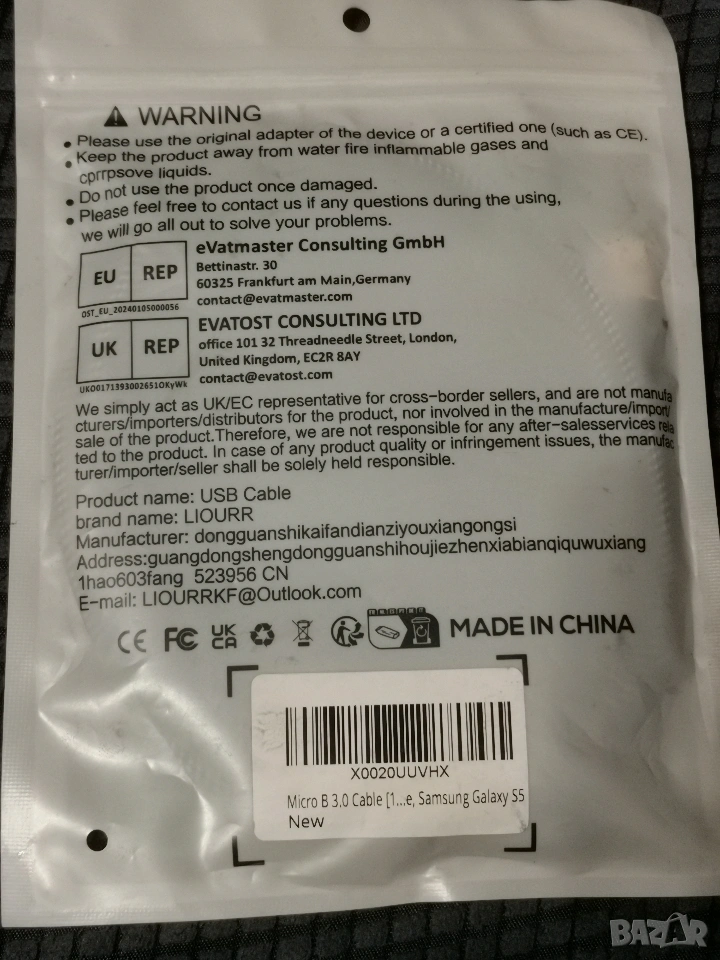 WARNING
• Please use the original adapter of the device or a certified one (such as CE).
• Keep the product away from water fire inflammable gases and
cprrpsove liquids.
• Do not use the product once damaged.
• Please feel free to contact us if any questions during the using,
we will go all out to solve your problems.
EU REP
eVatmaster Consulting GmbH
Bettinastr. 30
60325 Frankfurt am Main,Germany
contact@evatmaster.com
OST_EU_20240105000056
UK REP
EVATOST CONSULTING LTD
office 101 32 Threadneedle Street, London,
United Kingdom, EC2R 8AY
contact@evatost.com
UKO0171393002651OKyWk
We simply act as UK/EC representative for cross-border sellers, and are not manufa
cturers/importers/distributors for the product, nor involved in the manufacture/import/
sale of the product.Therefore, we are not responsible for any after-salesservices rela
ted to the product. In case of any product quality or infringement issues, the manufac
turer/importer/seller shall be solely held responsible.
Product name: USB Cable
brand name: LIOURR
Manufacturer: dongguanshikaifandianziyouxiangongsi
Address:guangdongshengdongguanshihoujiezhenxiabianqiquwuxiang
1hao603fang 523956 CN
E-mail: LIOURRKF@Outlook.com
CE FC UK CA MADE IN CHINA
X0020UUVHX
Micro B 3.0 Cable [1...e, Samsung Galaxy S5
New
BAZAR